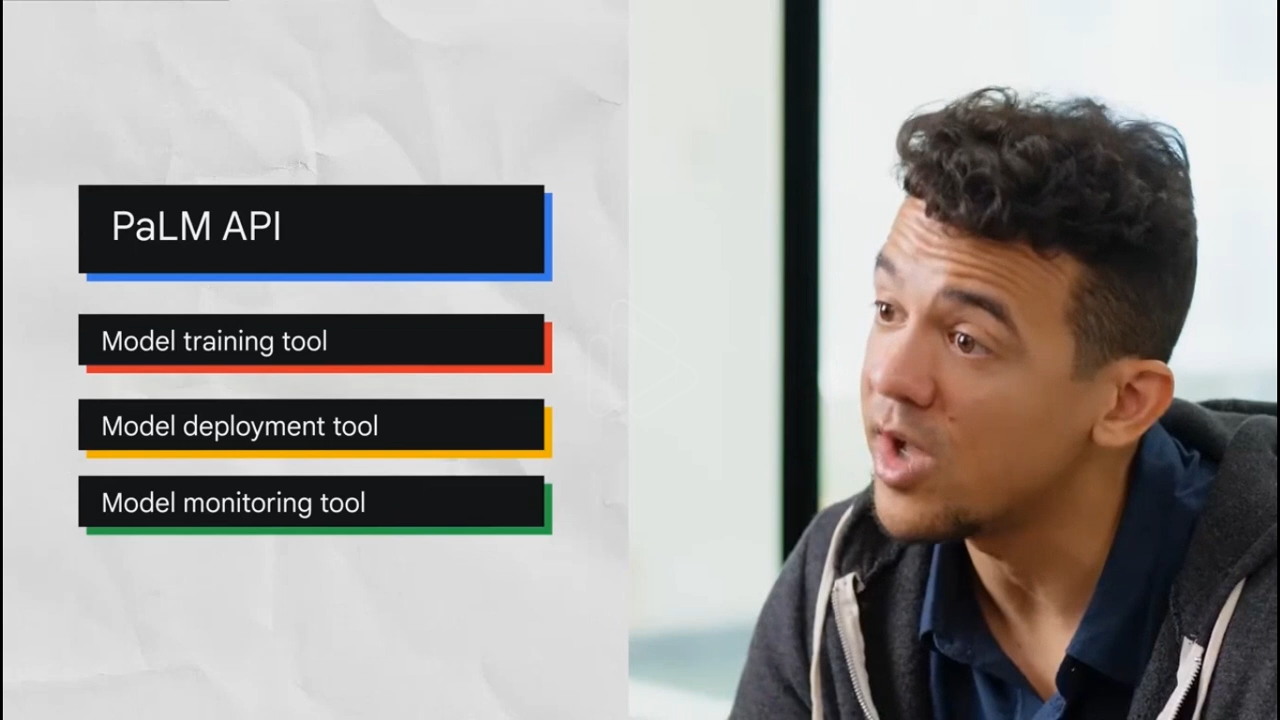 PaLM API
Model training tool
Model deployment tool
Model monitoring tool